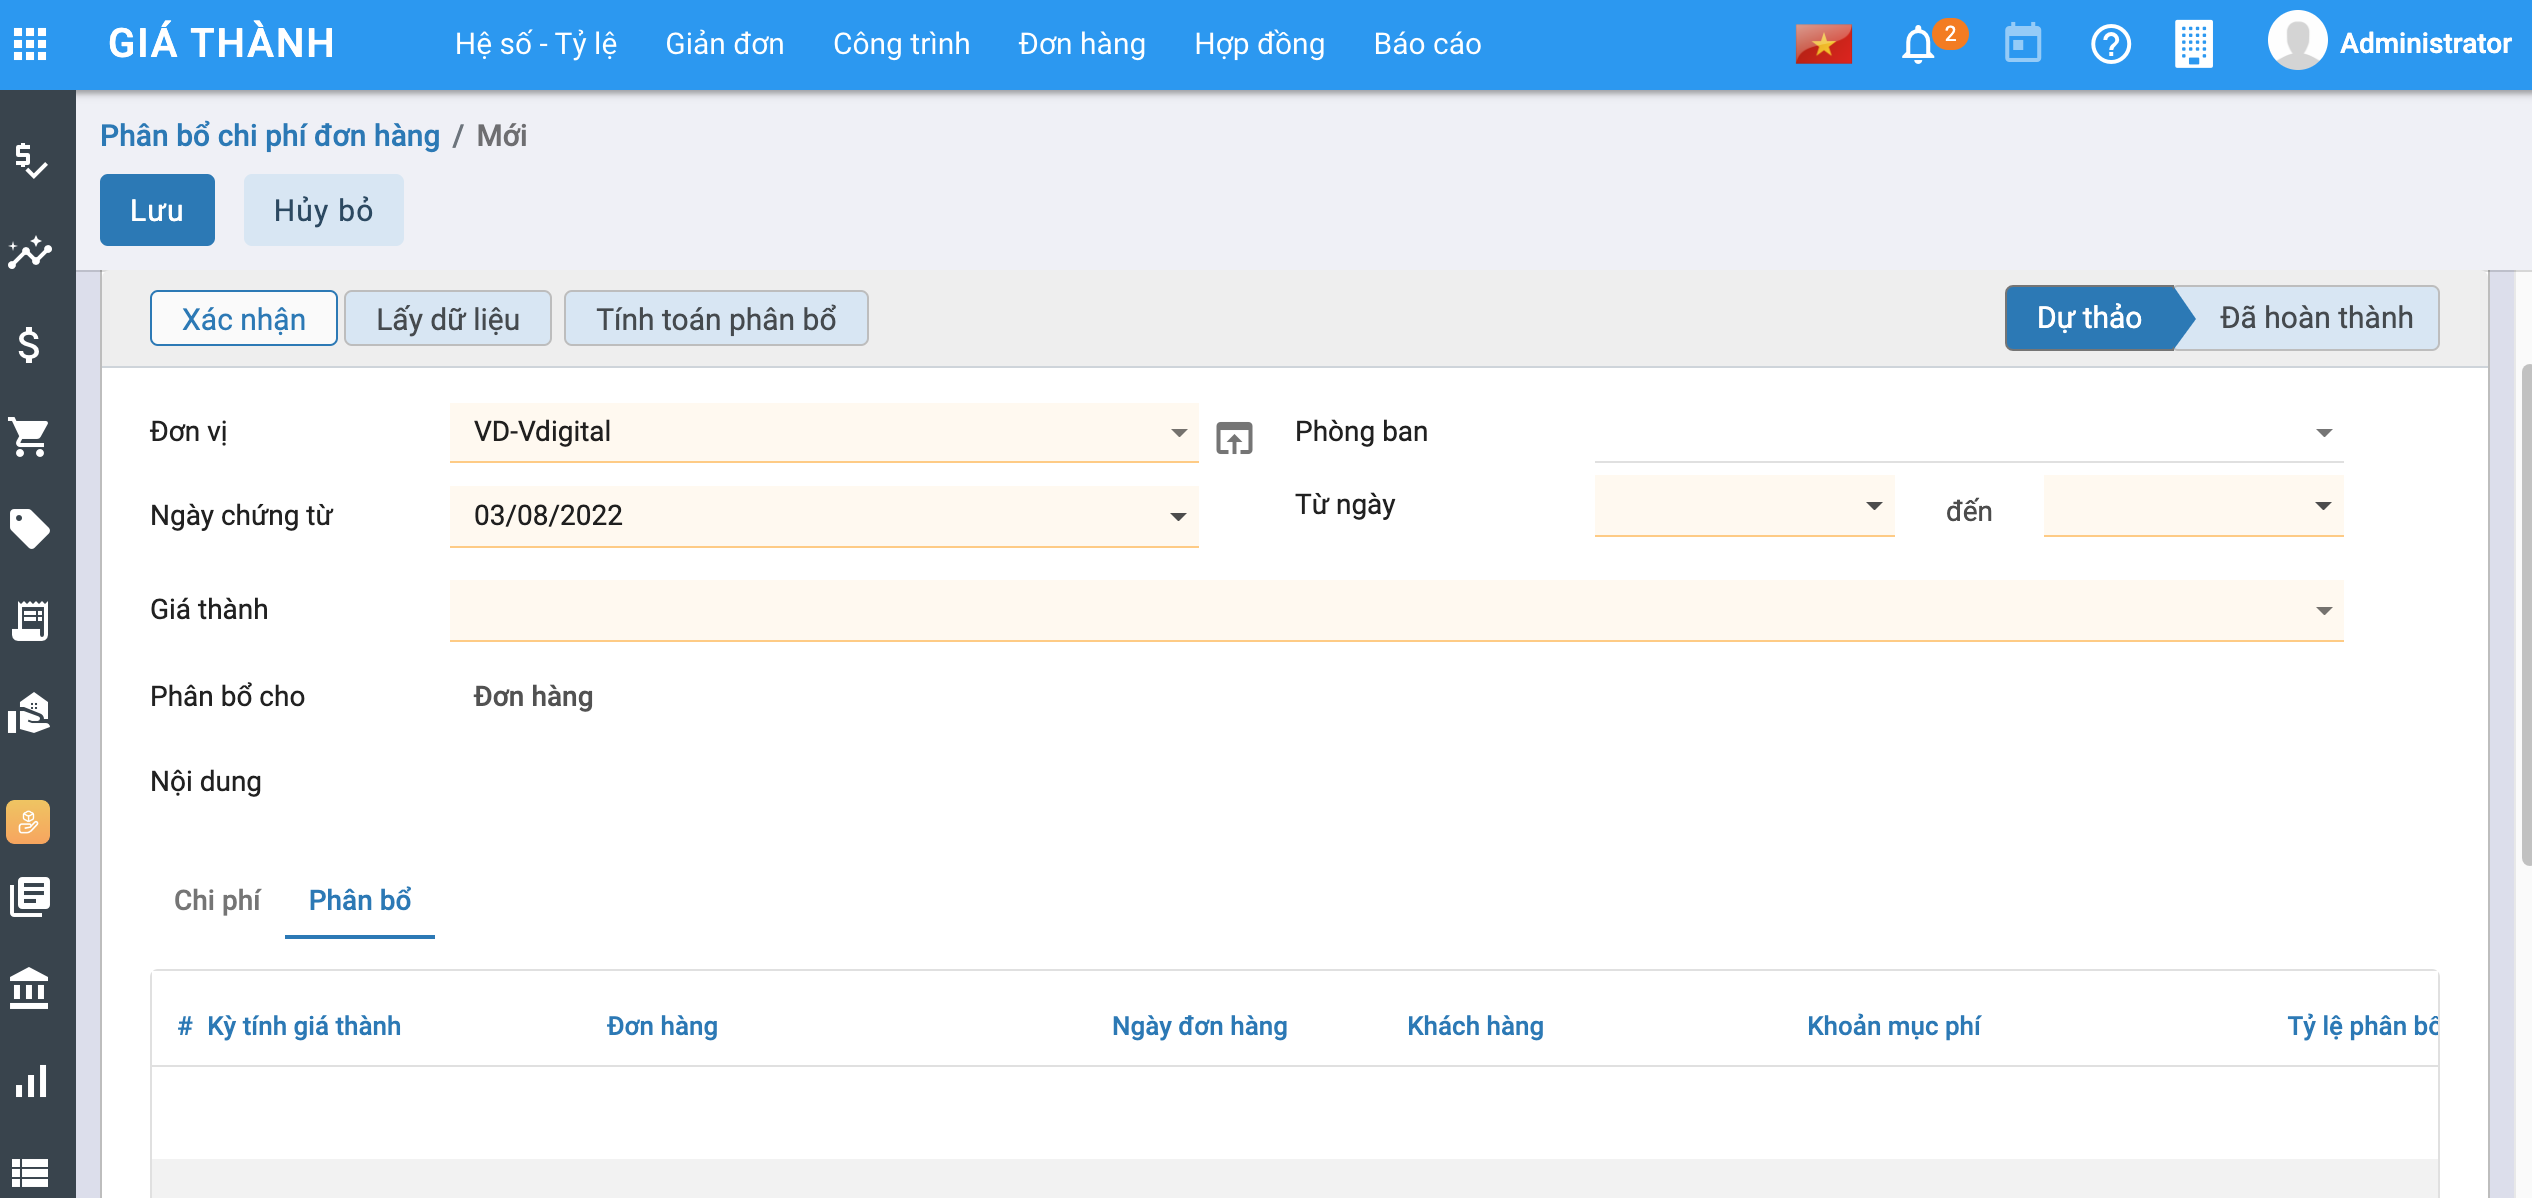 GIÁ THÀNH Hệ số - Tỷ lệ Giản đơn Công trình Đơn hàng Hợp đồng Báo cáo 2 Administrator
Phân bổ chi phí đơn hàng / Mới
Lưu Hủy bỏ
Xác nhận Lấy dữ liệu Tính toán phân bổ Dự thảo Đã hoàn thành
Đơn vị VD-Vdigital Phòng ban
Ngày chứng từ 03/08/2022 Từ ngày đến
Giá thành
Phân bổ cho Đơn hàng
Nội dung
Chi phí Phân bổ
# Kỳ tính giá thành Đơn hàng Ngày đơn hàng Khách hàng Khoản mục phí Tỷ lệ phân bổ